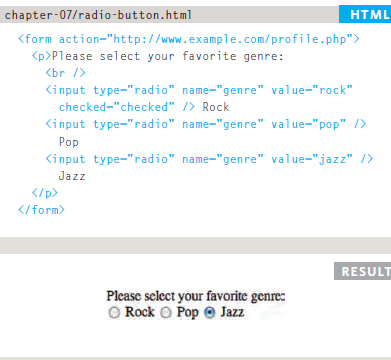 chapter-07/radio-button.html
HTML
<form action="http://www.example.com/profile.php">
<p>Please select your favorite genre:
<br />
<input type="radio" name="genre" value="rock"
checked="checked" /> Rock
<input type="radio" name="genre" value="pop" />
Pop
<input type="radio" name="genre" value="jazz" />
Jazz
</p>
</form>
RESULT
Please select your favorite genre:
Rock Pop Jazz